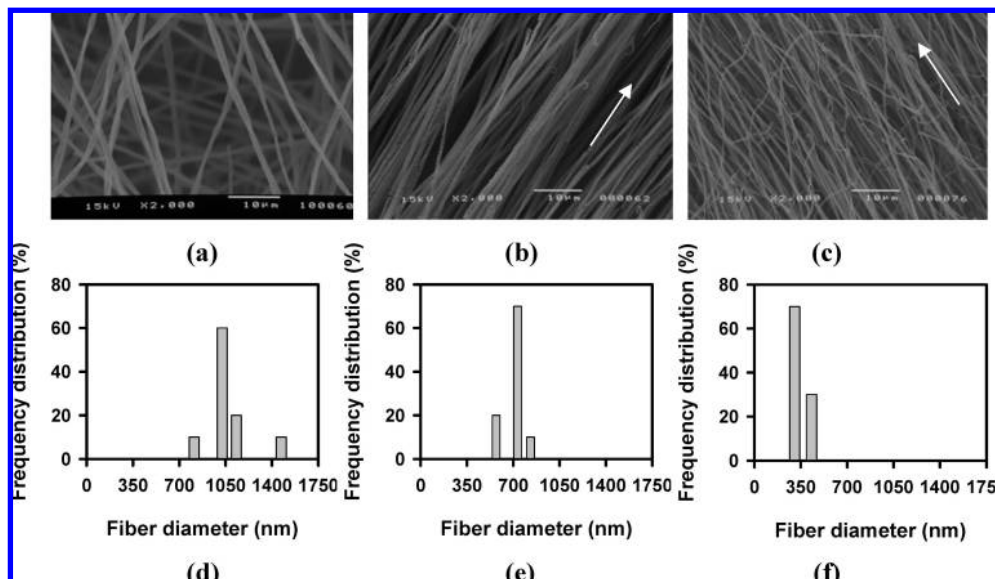 15kV X2,000 10µm 100060
15kV X2,000 10µm 000062
15kV X2,000 10µm 000076
(a)
(b)
(c)
Frequency distribution (%)
80
60
40
20
0
0 350 700 1050 1400 1750
Fiber diameter (nm)
(d)
Frequency distribution (%)
80
60
40
20
0
0 350 700 1050 1400 1750
Fiber diameter (nm)
(e)
Frequency distribution (%)
80
60
40
20
0
0 350 700 1050 1400 175
Fiber diameter (nm)
(f)